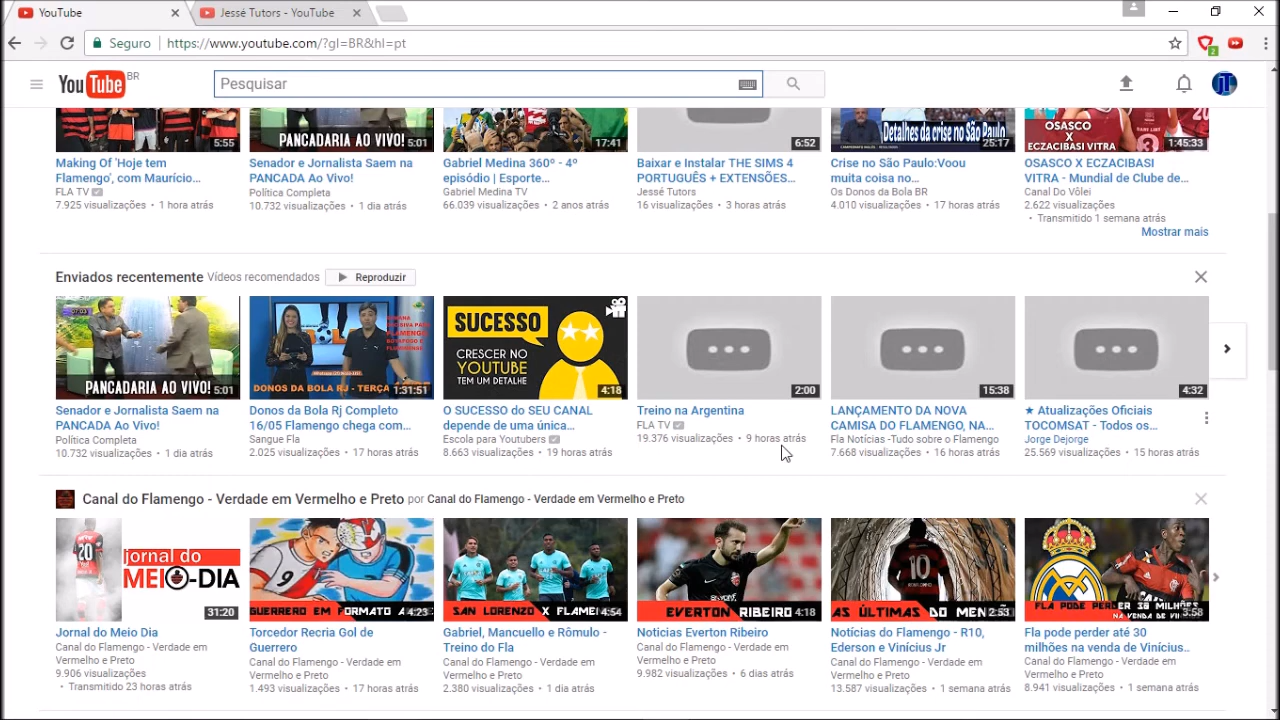 YouTube
Jessé Tutors - YouTube
Seguro
https://www.youtube.com/?gl=BR&hl=pt
2
YouTube BR
Pesquisar
JT
5:55
PANCADARIA AO VIVO!
5:01
17:41
6:52
Detalhes da crise no São Paulo
25:17
OSASCO
X
ECZACIBASI
VITRA
1:45:33
Making Of 'Hoje tem
Flamengo', com Maurício...
FLA TV
7.925 visualizações • 1 hora atrás
Senador e Jornalista Saem na
PANCADA Ao Vivo!
Política Completa
10.732 visualizações • 1 dia atrás
Gabriel Medina 360º - 4º
episódio | Esporte...
Gabriel Medina TV
66.039 visualizações • 2 anos atrás
Baixar e Instalar THE SIMS 4
PORTUGUÊS + EXTENSÕES...
Jessé Tutors
16 visualizações • 3 horas atrás
Crise no São Paulo:Voou
muita coisa no...
Os Donos da Bola BR
4.010 visualizações • 17 horas atrás
OSASCO X ECZACIBASI
VITRA - Mundial de Clube de...
Canal Do Vôlei
2.622 visualizações
• Transmitido 1 semana atrás
Mostrar mais
Enviados recentemente Vídeos recomendados
Reproduzir
PANCADARIA AO VIVO!
5:01
DONOS DA BOLA RJ - TERÇA
1:31:51
SUCESSO
CRESCER NO
YOUTUBE
TEM UM DETALHE
4:18
2:00
15:38
4:32
Senador e Jornalista Saem na
PANCADA Ao Vivo!
Política Completa
10.732 visualizações • 1 dia atrás
Donos da Bola Rj Completo
16/05 Flamengo chega com...
Sangue Fla
2.025 visualizações • 17 horas atrás
O SUCESSO do SEU CANAL
depende de uma única...
Escola para Youtubers
8.663 visualizações • 19 horas atrás
Treino na Argentina
FLA TV
19.376 visualizações • 9 horas atrás
LANÇAMENTO DA NOVA
CAMISA DO FLAMENGO, NA...
Fla Notícias -Tudo sobre o Flamengo
7.668 visualizações • 16 horas atrás
★ Atualizações Oficiais
TOCOMSAT - Todos os...
Jorge Dejorge
25.569 visualizações • 15 horas atrás
Canal do Flamengo - Verdade em Vermelho e Preto por Canal do Flamengo - Verdade em Vermelho e Preto
20
jornal do
MEIO-DIA
31:20
9
GUERRERO EM FORMATO A
4:23
SAN LORENZO X FLAME
4:54
EVERTON RIBEIRO
4:18
10
AS ÚLTIMAS DO MEN
2:53
FLA PODE PERDER 30 MILHÕES
NA VENDA DE VINI
3:58
Jornal do Meio Dia
Canal do Flamengo - Verdade em
Vermelho e Preto
9.906 visualizações
• Transmitido 23 horas atrás
Torcedor Recria Gol de
Guerrero
Canal do Flamengo - Verdade em
Vermelho e Preto
1.493 visualizações • 17 horas atrás
Gabriel, Mancuello e Rômulo -
Treino do Fla
Canal do Flamengo - Verdade em
Vermelho e Preto
2.380 visualizações • 1 dia atrás
Noticias Everton Ribeiro
Canal do Flamengo - Verdade em
Vermelho e Preto
9.982 visualizações • 6 dias atrás
Notícias do Flamengo - R10,
Ederson e Vinícius Jr
Canal do Flamengo - Verdade em
Vermelho e Preto
13.587 visualizações • 1 semana atrás
Fla pode perder até 30
milhões na venda de Vinícius...
Canal do Flamengo - Verdade em
Vermelho e Preto
8.941 visualizações • 1 semana atrás